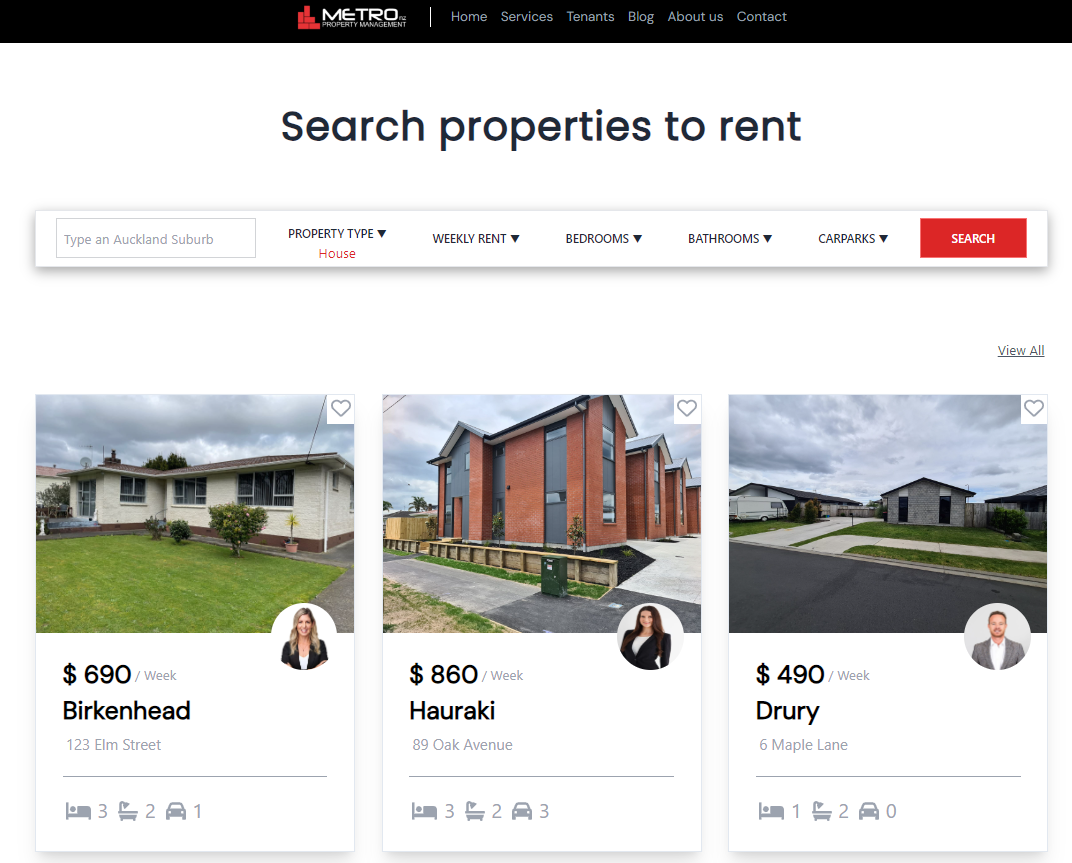 METRO NZ
PROPERTY MANAGEMENT
Home Services Tenants Blog About us Contact
Search properties to rent
Type an Auckland Suburb
PROPERTY TYPE ▼
House
WEEKLY RENT ▼
BEDROOMS ▼
BATHROOMS ▼
CARPARKS ▼
SEARCH
View All
$ 690 / Week
Birkenhead
123 Elm Street
3 2 1
$ 860 / Week
Hauraki
89 Oak Avenue
3 2 3
$ 490 / Week
Drury
6 Maple Lane
1 2 0